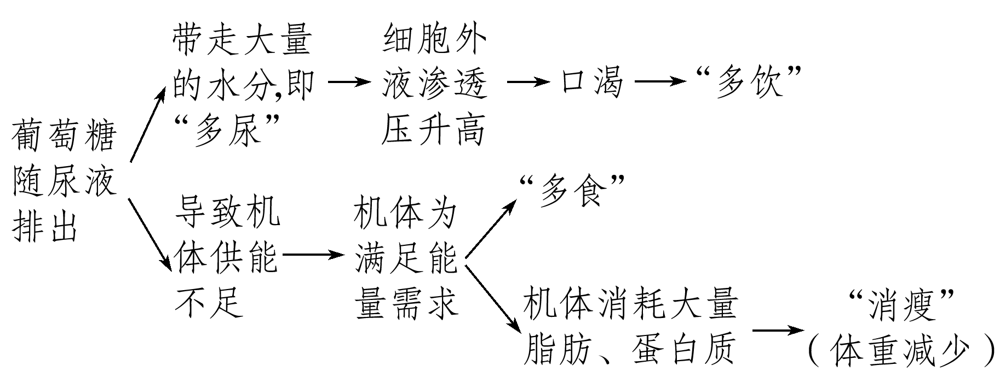 葡萄糖
随尿液
排出
带走大量
的水分,即
“多尿”
细胞外
液渗透
压升高
口渴
“多饮”
导致机
体供能
不足
机体为
满足能
量需求
“多食”
机体消耗大量
脂肪、蛋白质
“消瘦”
(体重减少)